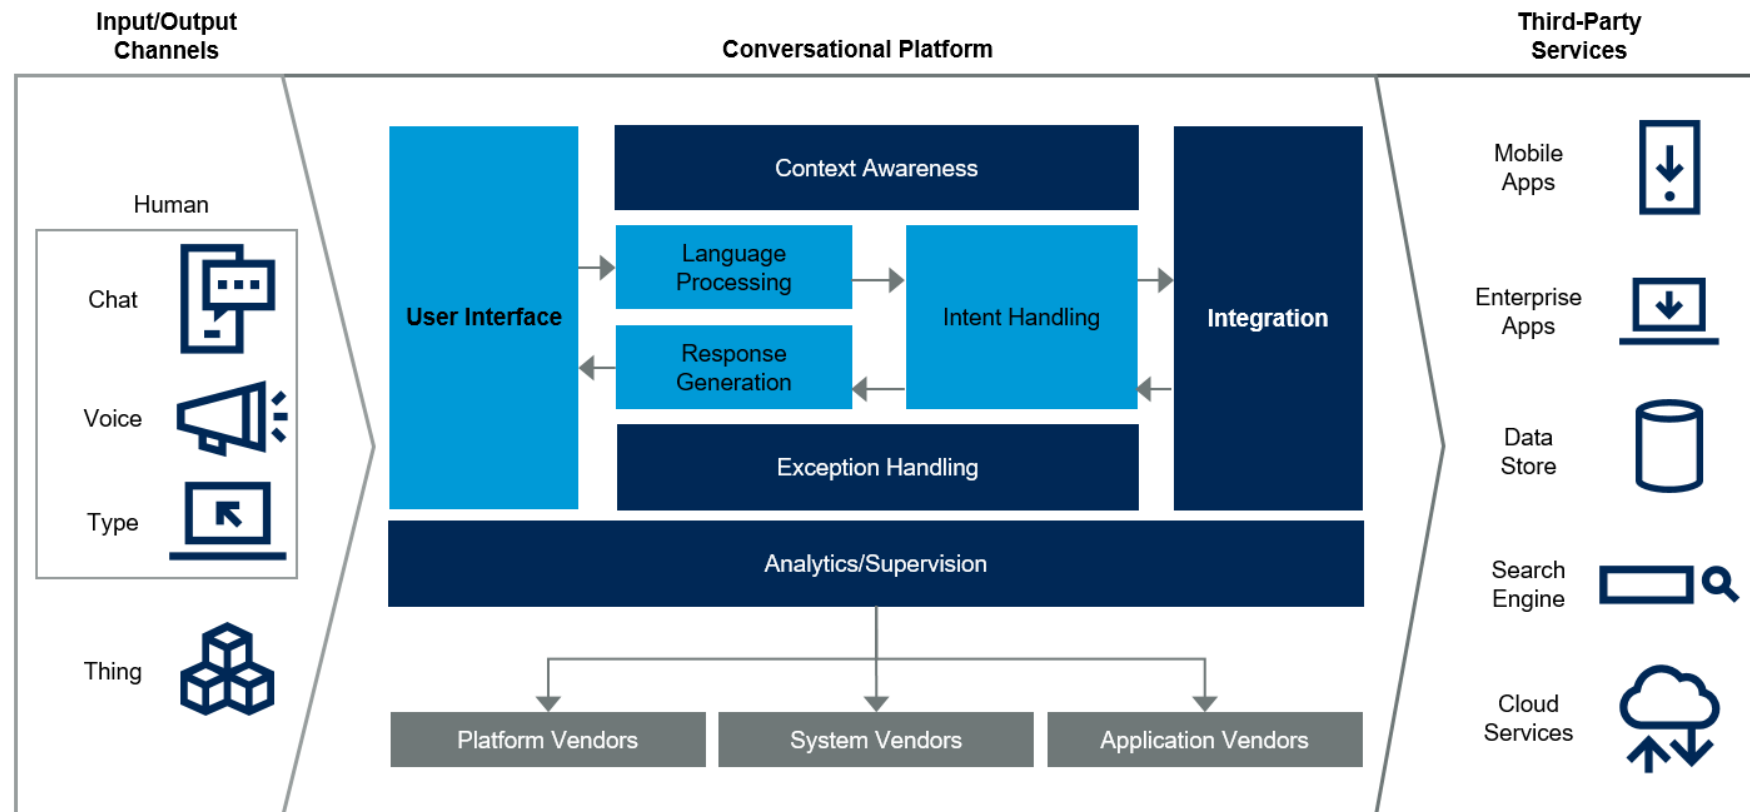 Input/Output
Channels
Conversational Platform
Third-Party
Services
Human
Chat
Voice
Type
Thing
User Interface
Context Awareness
Language
Processing
Response
Generation
Intent Handling
Exception Handling
Integration
Analytics/Supervision
Platform Vendors
System Vendors
Application Vendors
Mobile
Apps
Enterprise
Apps
Data
Store
Search
Engine
Cloud
Services